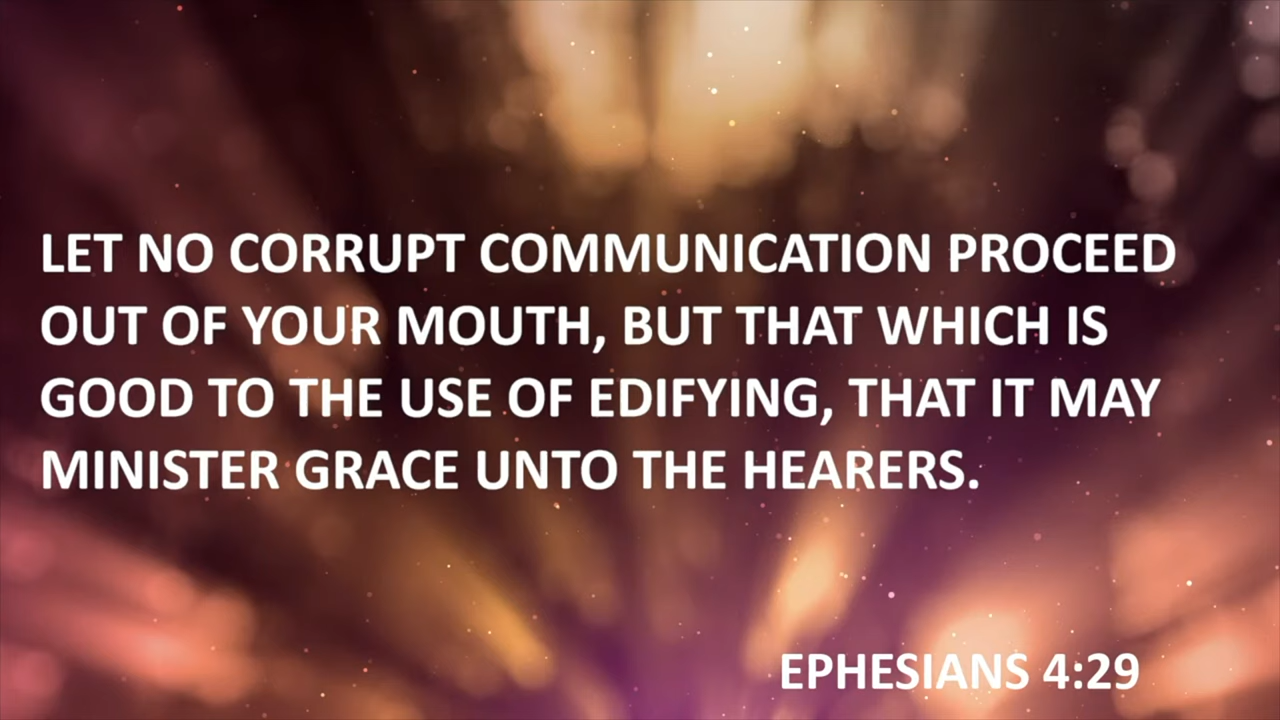 LET NO CORRUPT COMMUNICATION PROCEED
OUT OF YOUR MOUTH, BUT THAT WHICH IS
GOOD TO THE USE OF EDIFYING, THAT IT MAY
MINISTER GRACE UNTO THE HEARERS.
EPHESIANS 4:29